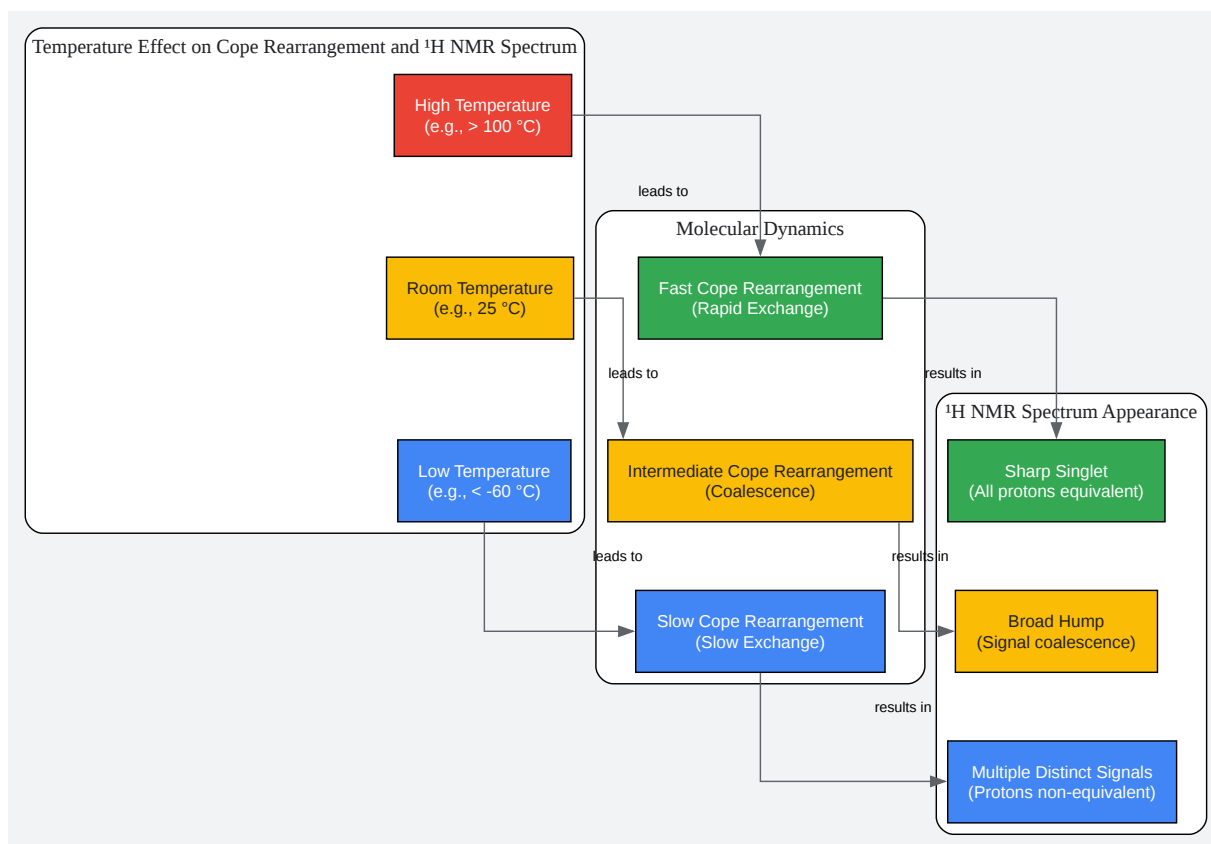 Temperature Effect on Cope Rearrangement and ¹H NMR Spectrum
High Temperature
(e.g., > 100 °C)
leads to
Molecular Dynamics
Room Temperature
(e.g., 25 °C)
Fast Cope Rearrangement
(Rapid Exchange)
leads to
results in
¹H NMR Spectrum Appearance
Low Temperature
(e.g., < -60 °C)
Intermediate Cope Rearrangement
(Coalescence)
Sharp Singlet
(All protons equivalent)
leads to
results in
Slow Cope Rearrangement
(Slow Exchange)
Broad Hump
(Signal coalescence)
results in
Multiple Distinct Signals
(Protons non-equivalent)